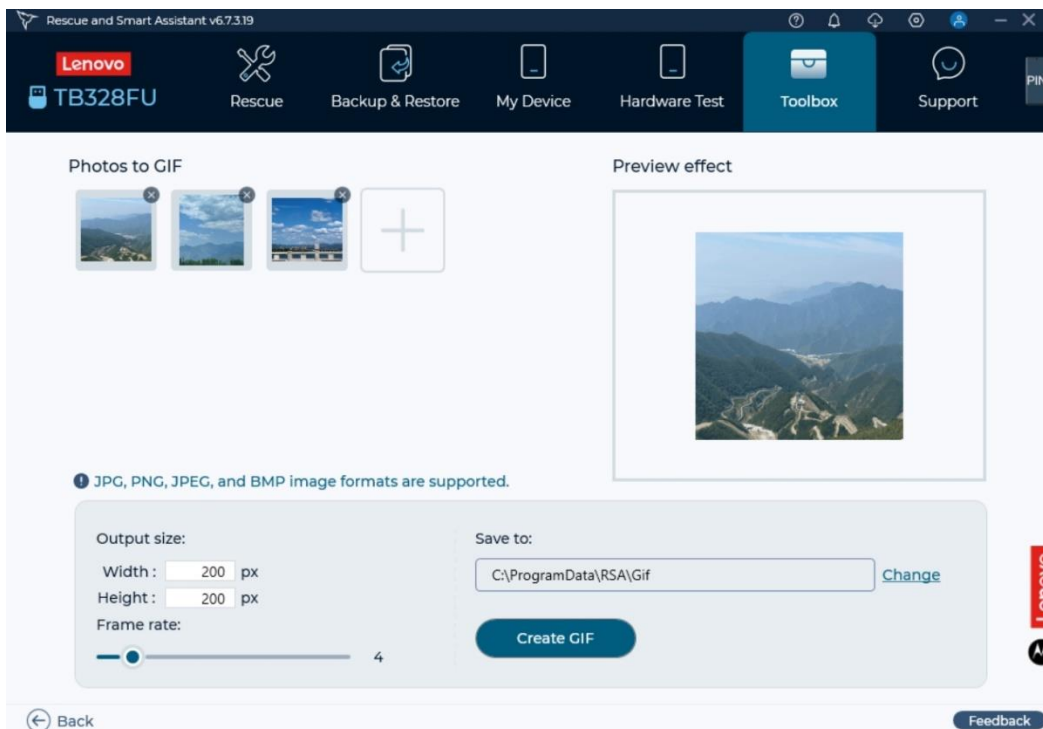 Rescue and Smart Assistant v6.7.3.19
Lenovo
TB328FU
Rescue
Backup & Restore
My Device
Hardware Test
Toolbox
Support
PIN
Photos to GIF
Preview effect
JPG, PNG, JPEG, and BMP image formats are supported.
Output size:
Width : 200 px
Height : 200 px
Frame rate:
4
Save to:
C:\ProgramData\RSA\Gif
Change
Create GIF
Lenovo
Back
Feedback